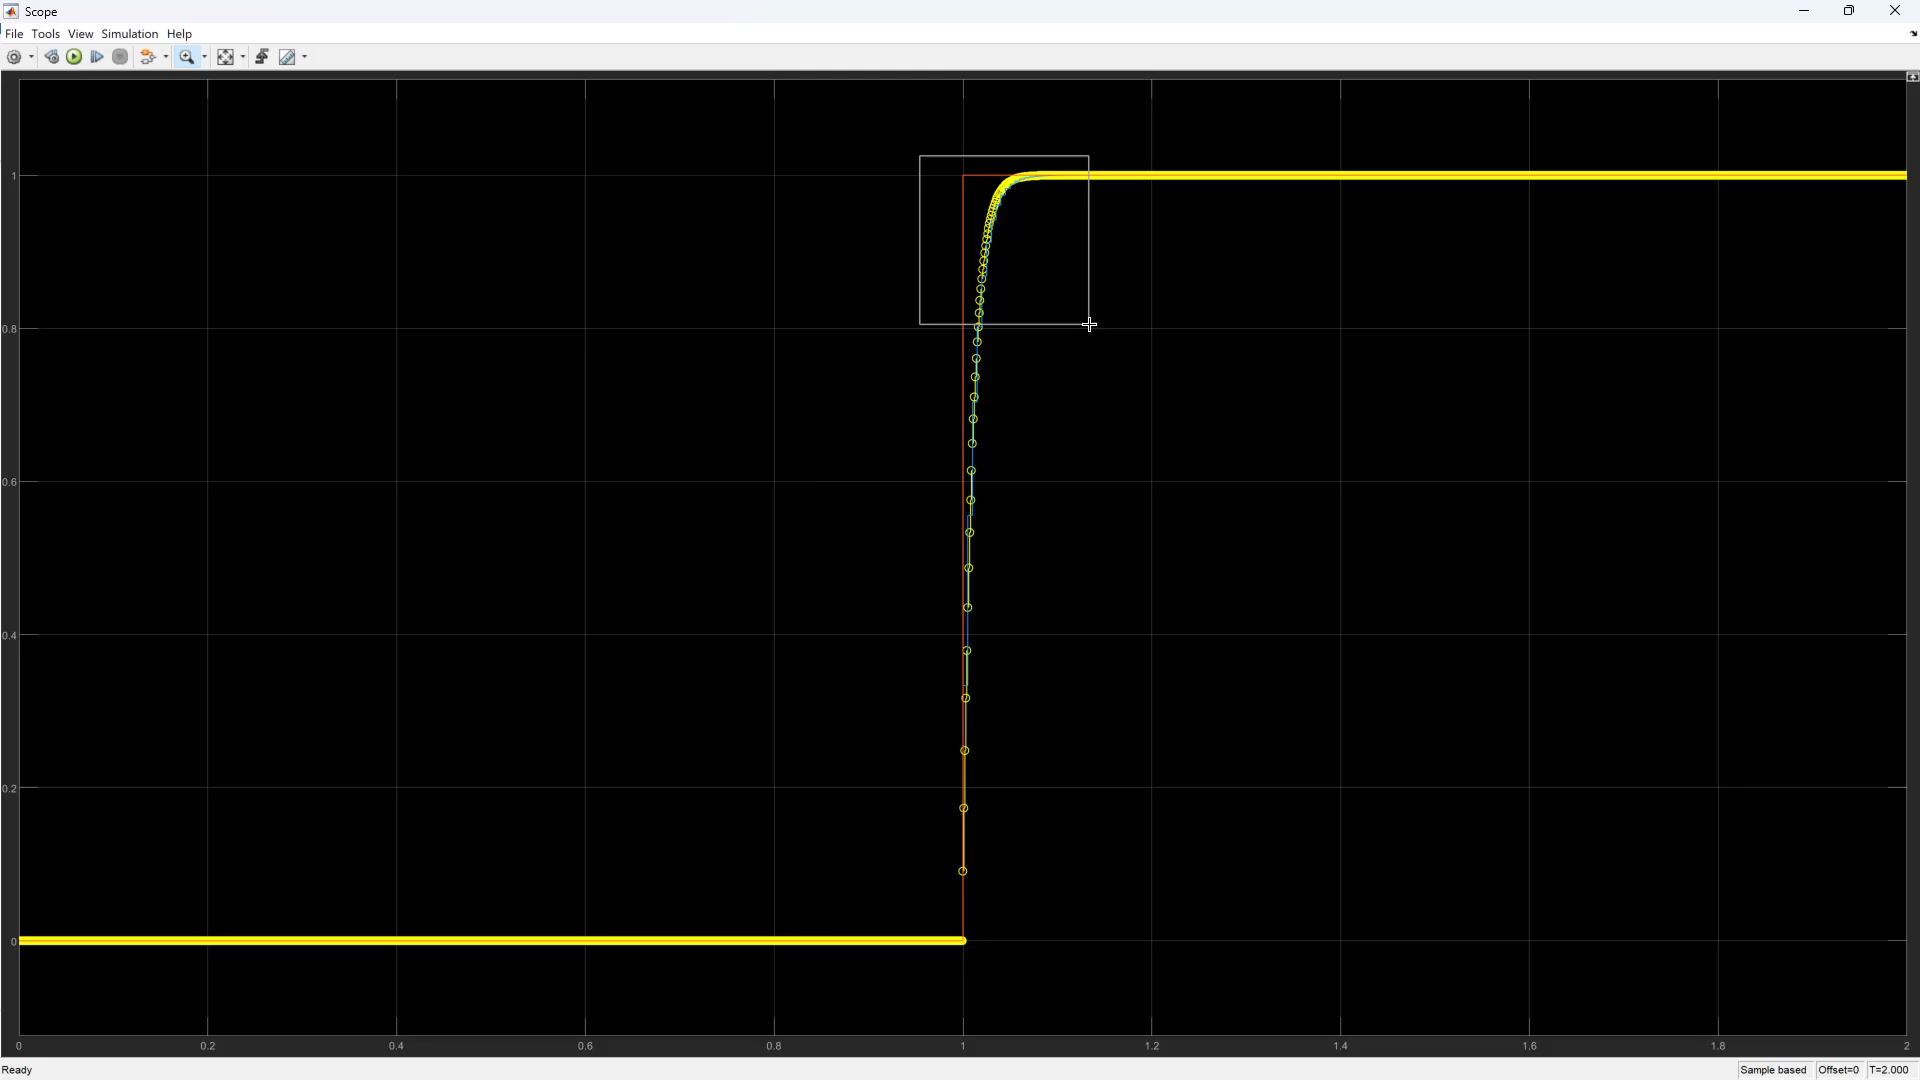 Scope
File Tools View Simulation Help
1
0.8
0.6
0.4
0.2
0
0 0.2 0.4 0.6 0.8 1 1.2 1.4 1.6 1.8 2
Ready Sample based Offset=0 T=2.000